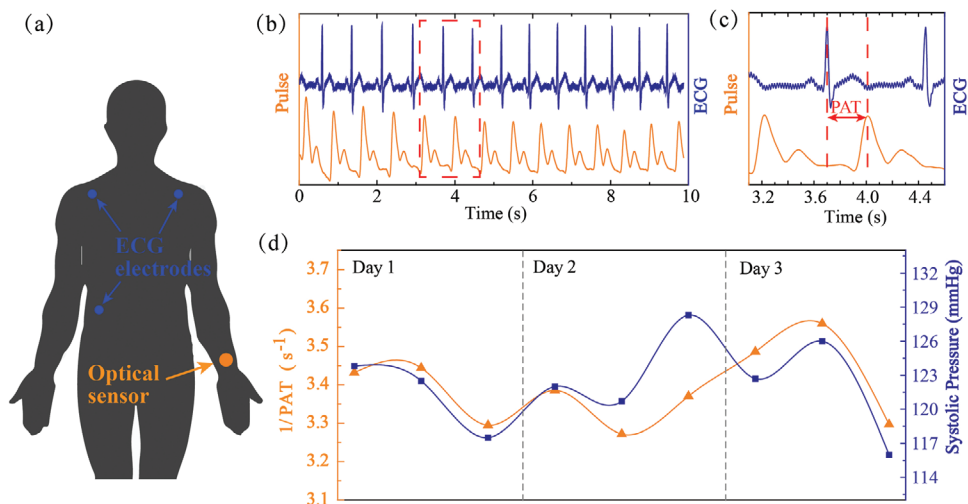 (a)
ECG
electrodes
Optical
sensor
(b)
Pulse
ECG
0 2 4 6 8 10
Time (s)
(c)
Pulse
PAT
ECG
3.2 3.6 4.0 4.4
Time (s)
(d)
Day 1 Day 2 Day 3
1/PAT (s⁻¹)
3.7
3.6
3.5
3.4
3.3
3.2
3.1
Systolic Pressure (mmHg)
132
129
126
123
120
117
114